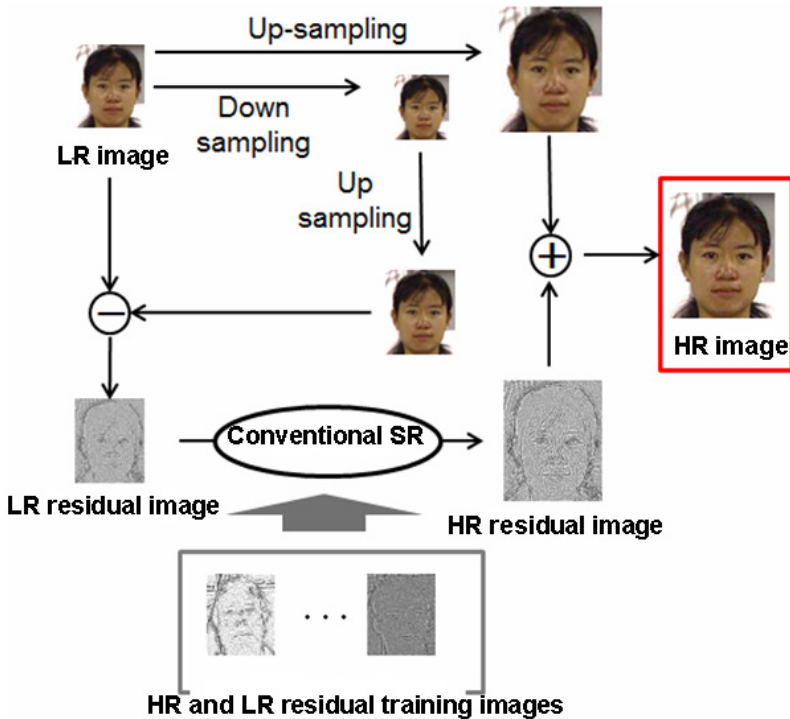 Up-sampling
Down
sampling
LR image
Up
sampling
HR image
Conventional SR
LR residual image
HR residual image
. . .
HR and LR residual training images